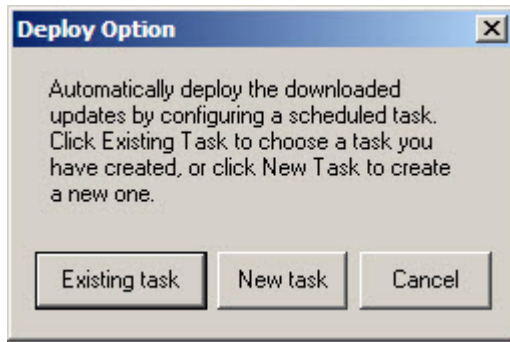 Deploy Option
Automatically deploy the downloaded
updates by configuring a scheduled task.
Click Existing Task to choose a task you
have created, or click New Task to create
a new one.
Existing task New task Cancel